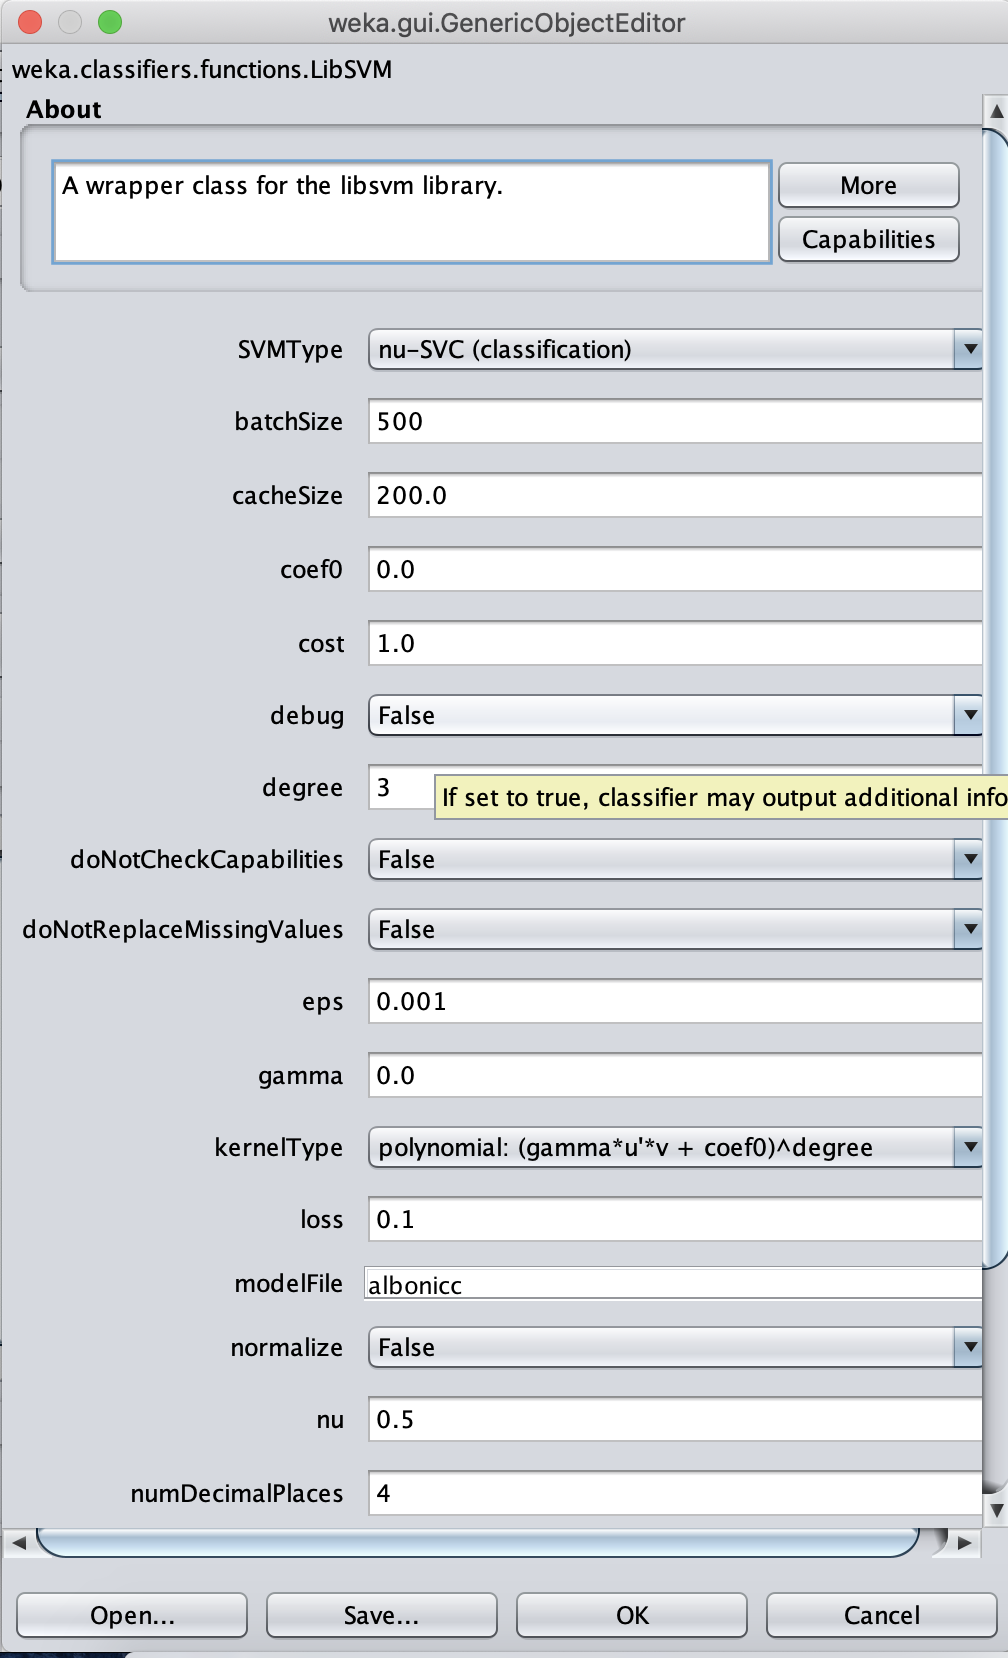 weka.gui.GenericObjectEditor
weka.classifiers.functions.LibSVM
About
A wrapper class for the libsvm library.
More
Capabilities
SVMType nu-SVC (classification)
batchSize 500
cacheSize 200.0
coef0 0.0
cost 1.0
debug False
degree 3
If set to true, classifier may output additional info
doNotCheckCapabilities False
doNotReplaceMissingValues False
eps 0.001
gamma 0.0
kernelType polynomial: (gamma*u'*v + coef0)^degree
loss 0.1
modelFile albonicc
normalize False
nu 0.5
numDecimalPlaces 4
Open... Save... OK Cancel